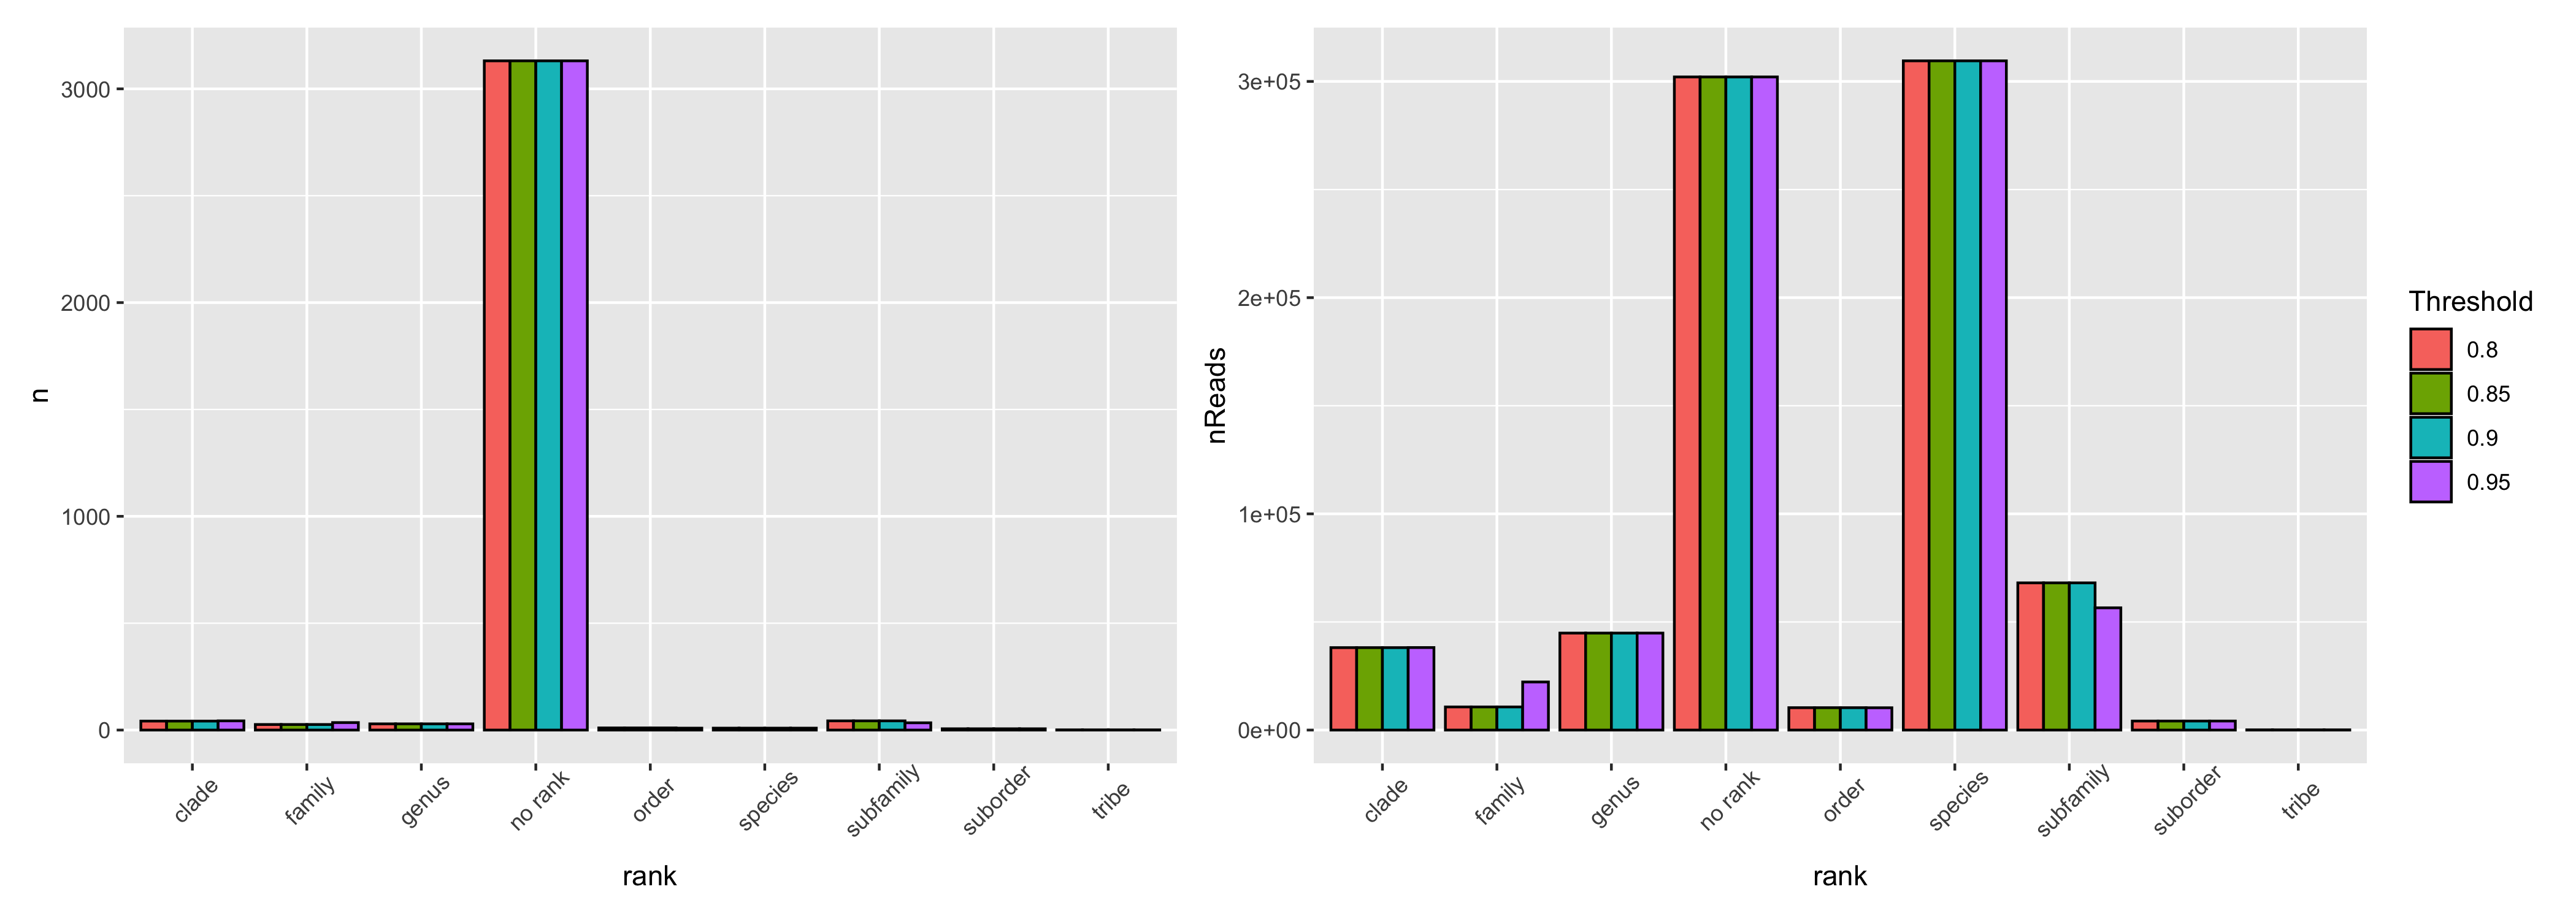 n
3000
2000
1000
0
clade
family
genus
no rank
order
species
subfamily
suborder
tribe
rank
nReads
3e+05
2e+05
1e+05
0e+00
clade
family
genus
no rank
order
species
subfamily
suborder
tribe
rank
Threshold
0.8
0.85
0.9
0.95